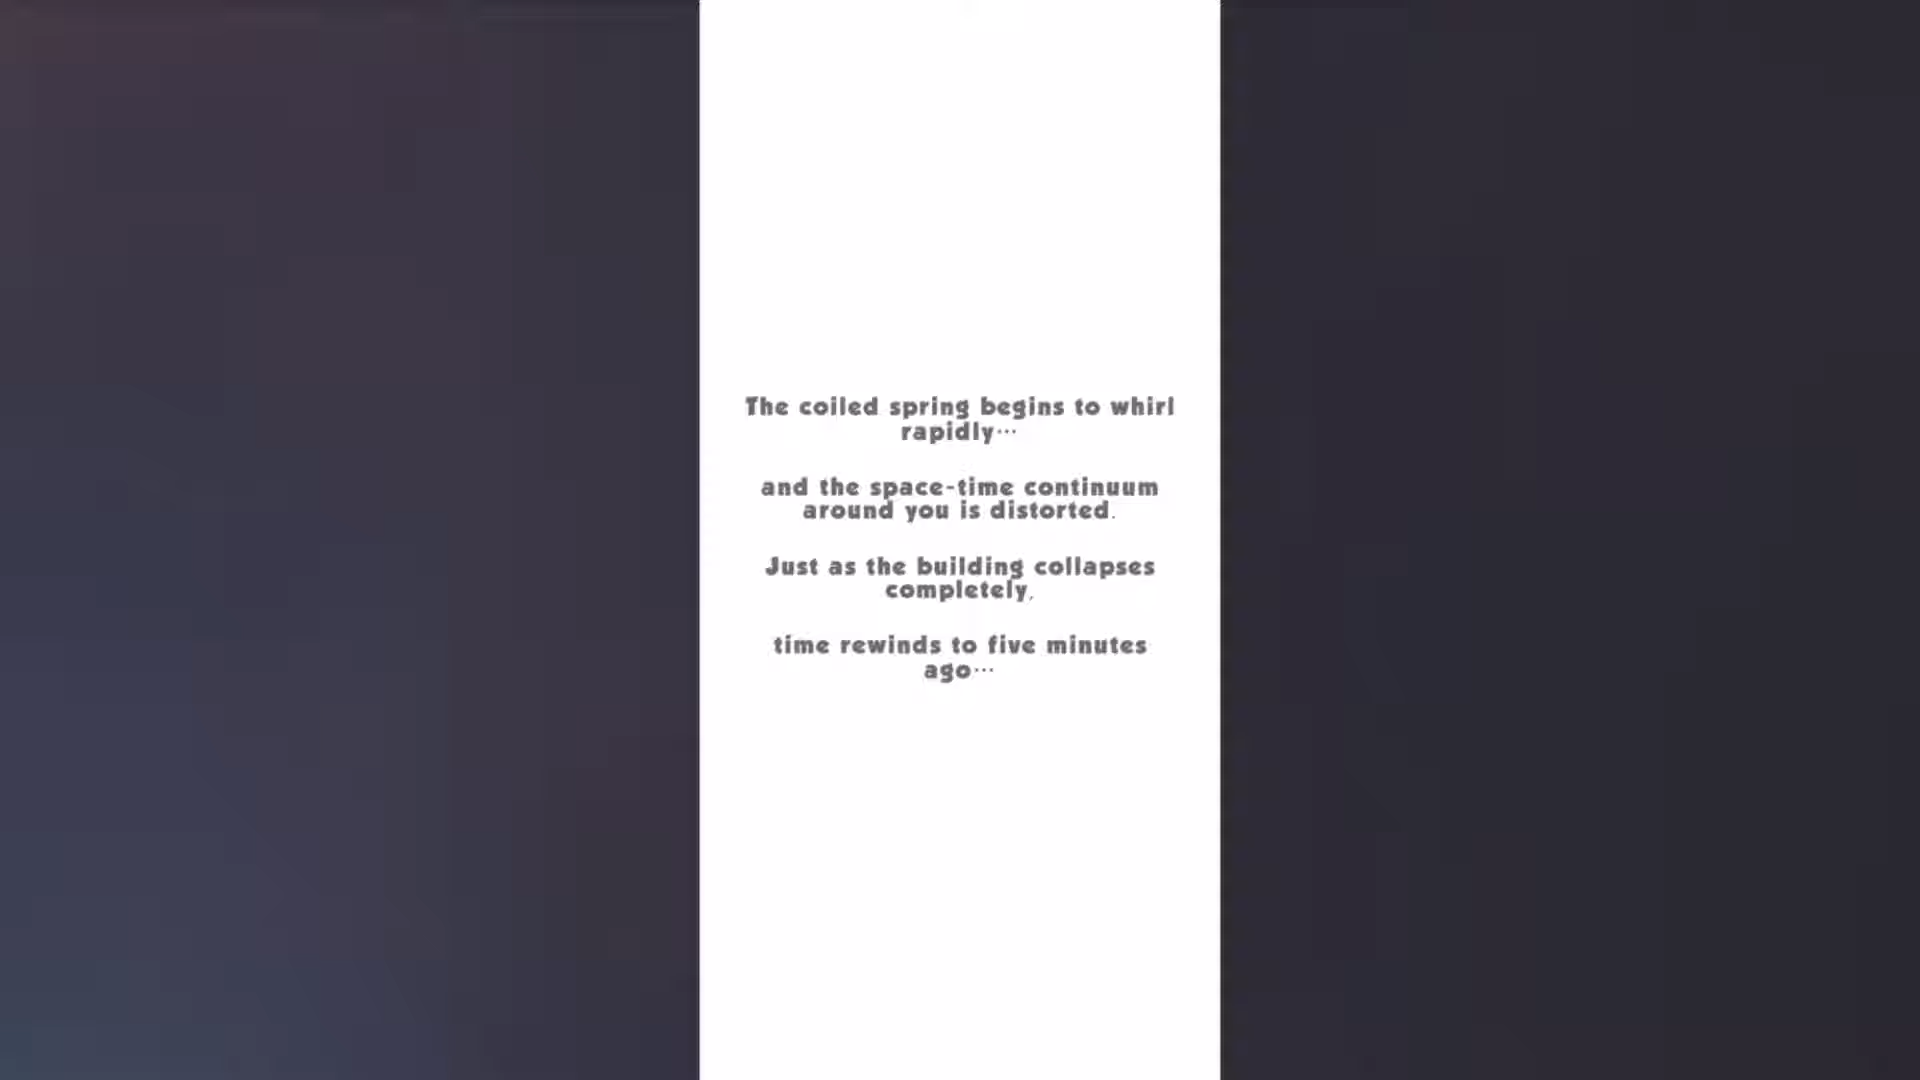 The coiled spring begins to whirl
rapidly…
and the space-time continuum
around you is distorted.
Just as the building collapses
completely,
time rewinds to five minutes
ago…